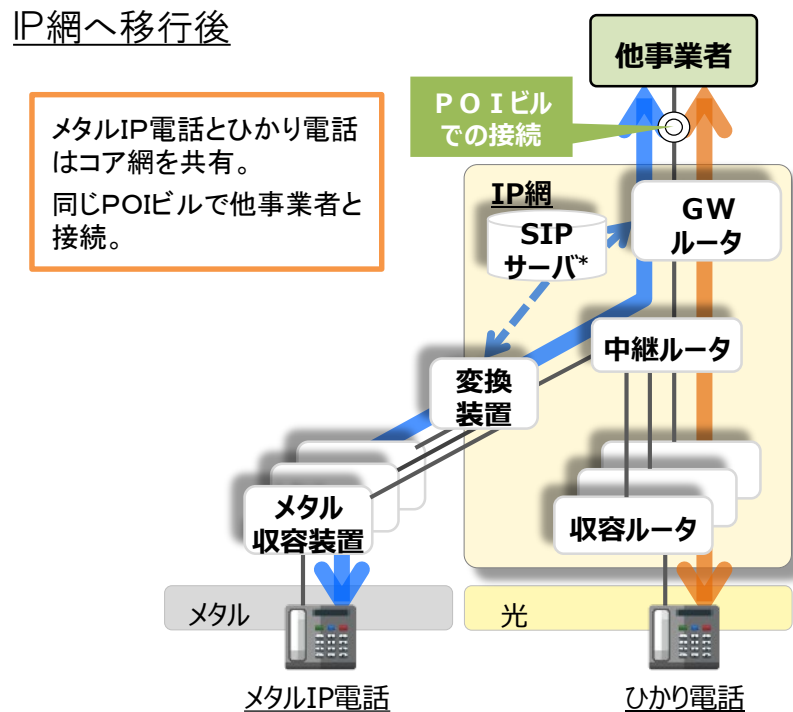 IP網へ移行後
他事業者
メタルIP電話とひかり電話
はコア網を共有。
同じPOIビルで他事業者と
接続。
ＰＯＩビル
での接続
IP網
GW
ルータ
SIP
サーバ*
中継ルータ
変換
装置
メタル
収容装置
収容ルータ
メタル
光
メタルIP電話
ひかり電話